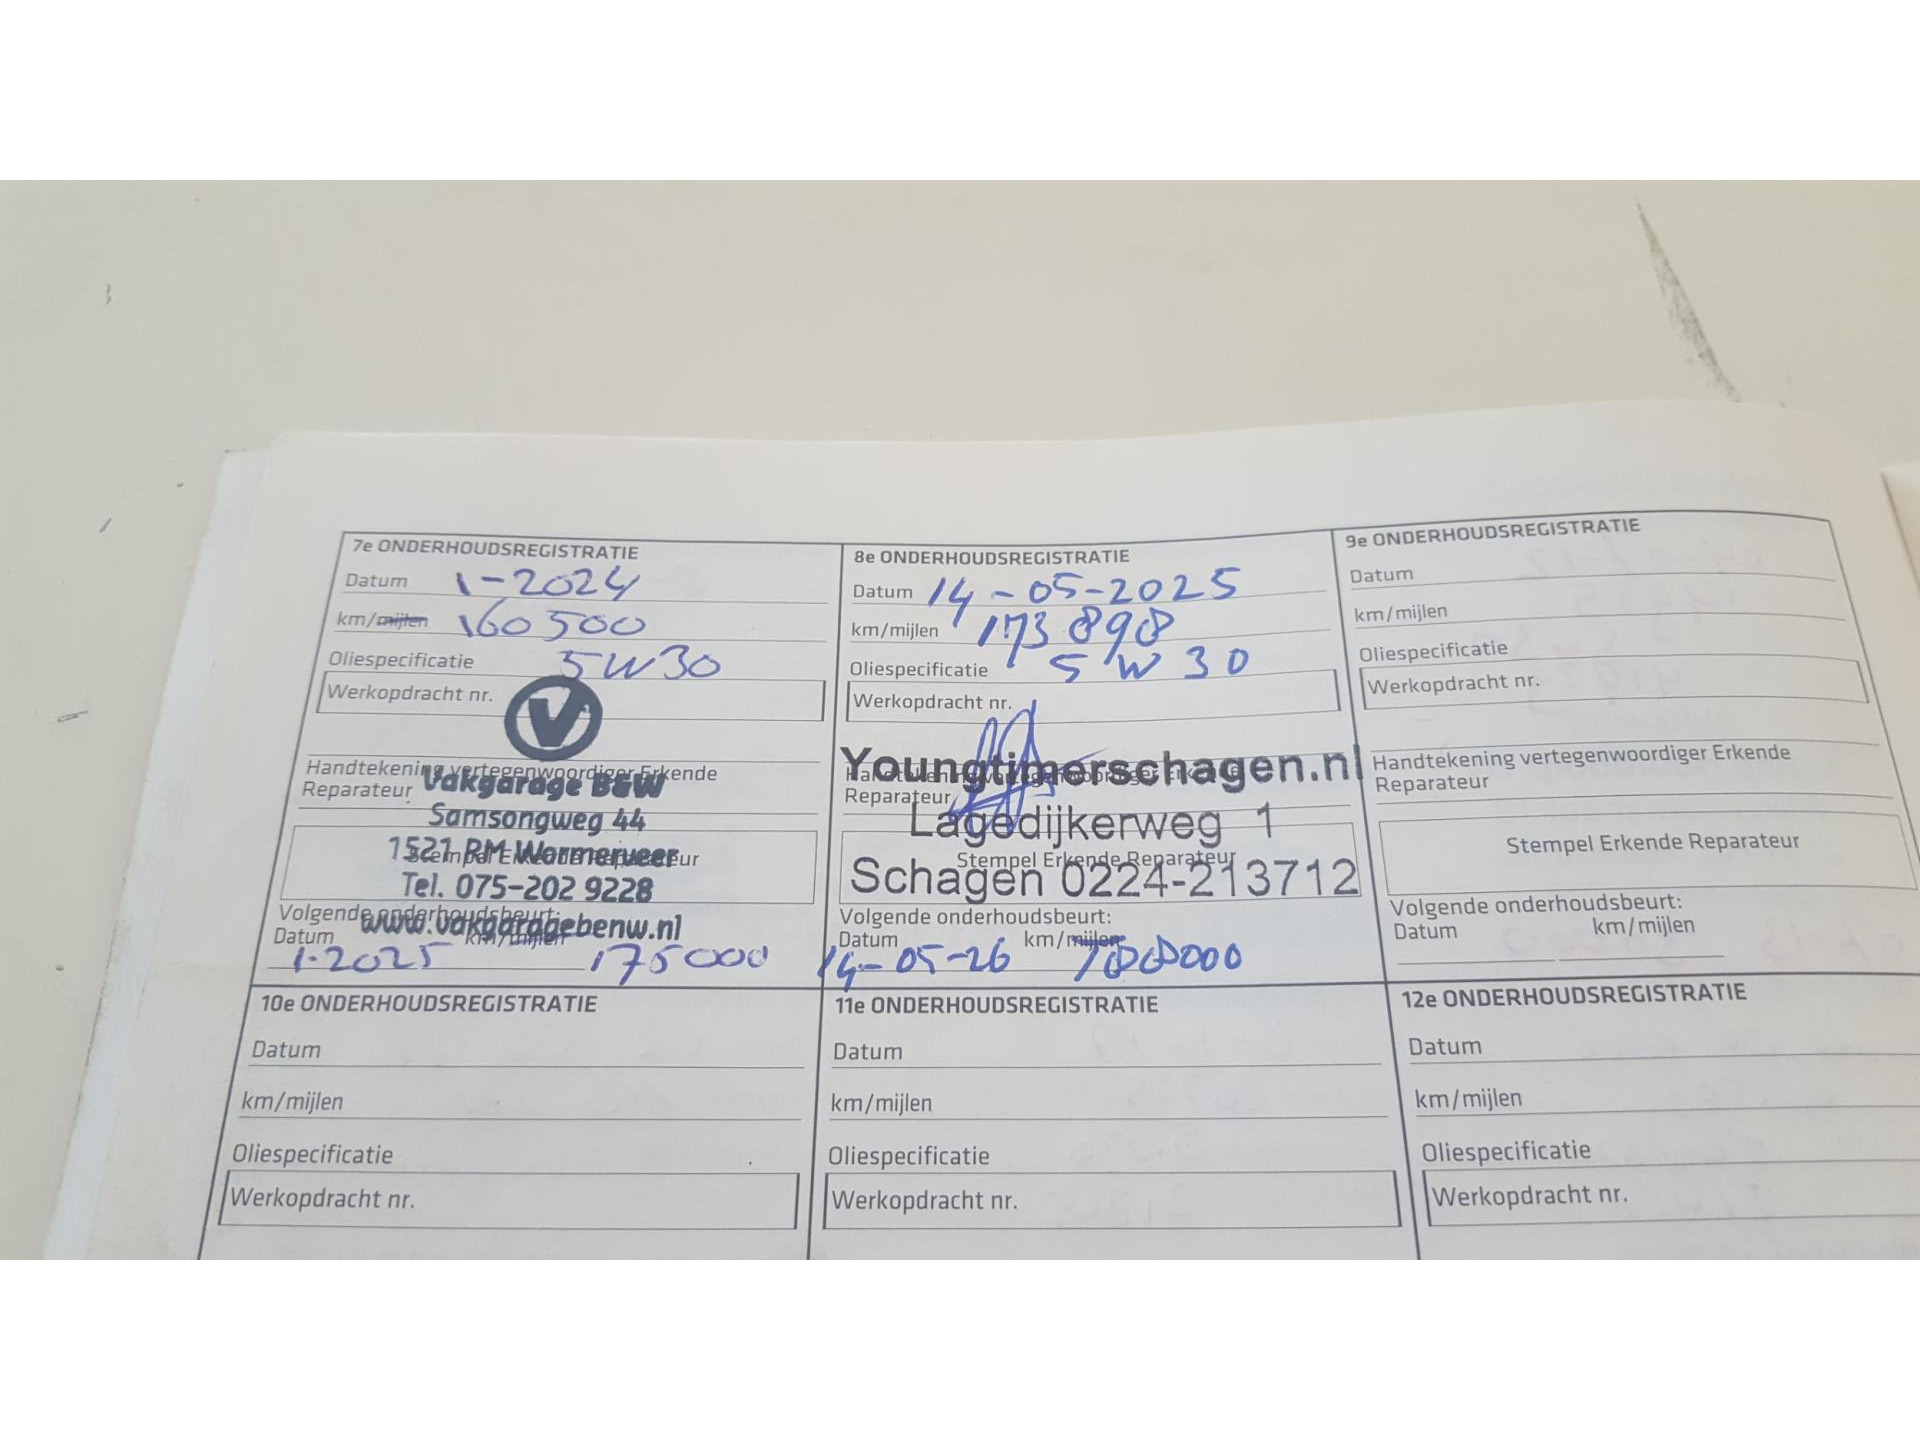 7e ONDERHOUDSREGISTRATIE
Datum 1-2024
km/mijlen 160500
Oliespecificatie 5W30
Werkopdracht nr.
Handtekening vertegenwoordiger Erkende
Reparateur
Vakgarage B&W
Samsongweg 44
1521 RM Wormerveer
Stempel Erkende Reparateur
Tel. 075-202 9228
Volgende onderhoudsbeurt:
www.vakgaragebenw.nl
Datum km/mijlen
1-2025 175000
8e ONDERHOUDSREGISTRATIE
Datum 14-05-2025
km/mijlen 173898
Oliespecificatie 5W30
Werkopdracht nr.
Youngtimerschagen.nl
Handtekening vertegenwoordiger Erkende
Reparateur
Lagedijkerweg 1
Stempel Erkende Reparateur
Schagen 0224-213712
Volgende onderhoudsbeurt:
Datum km/mijlen
14-05-26
9e ONDERHOUDSREGISTRATIE
Datum
km/mijlen
Oliespecificatie
Werkopdracht nr.
Handtekening vertegenwoordiger Erkende
Reparateur
Stempel Erkende Reparateur
Volgende onderhoudsbeurt:
Datum km/mijlen
10e ONDERHOUDSREGISTRATIE
Datum
km/mijlen
Oliespecificatie
Werkopdracht nr.
11e ONDERHOUDSREGISTRATIE
Datum
km/mijlen
Oliespecificatie
Werkopdracht nr.
12e ONDERHOUDSREGISTRATIE
Datum
km/mijlen
Oliespecificatie
Werkopdracht nr.